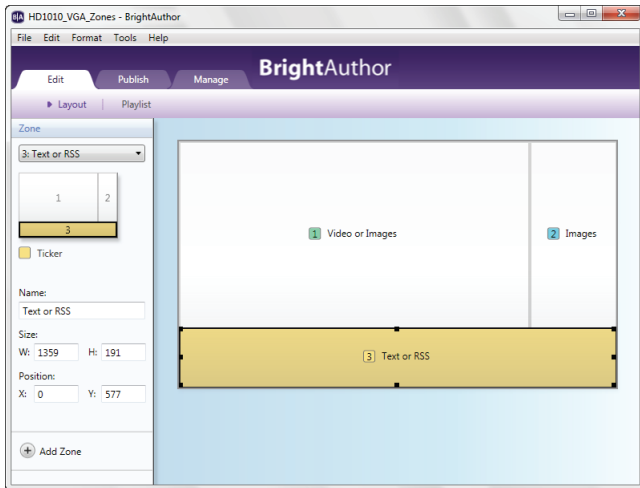 B|A HD1010_VGA_Zones - BrightAuthor
File Edit Format Tools Help
BrightAuthor
Edit Publish Manage
Layout Playlist
Zone
3: Text or RSS
1 2
3
Ticker
Name:
Text or RSS
Size:
W: 1359 H: 191
Position:
X: 0 Y: 577
Add Zone
1 Video or Images
2 Images
3 Text or RSS